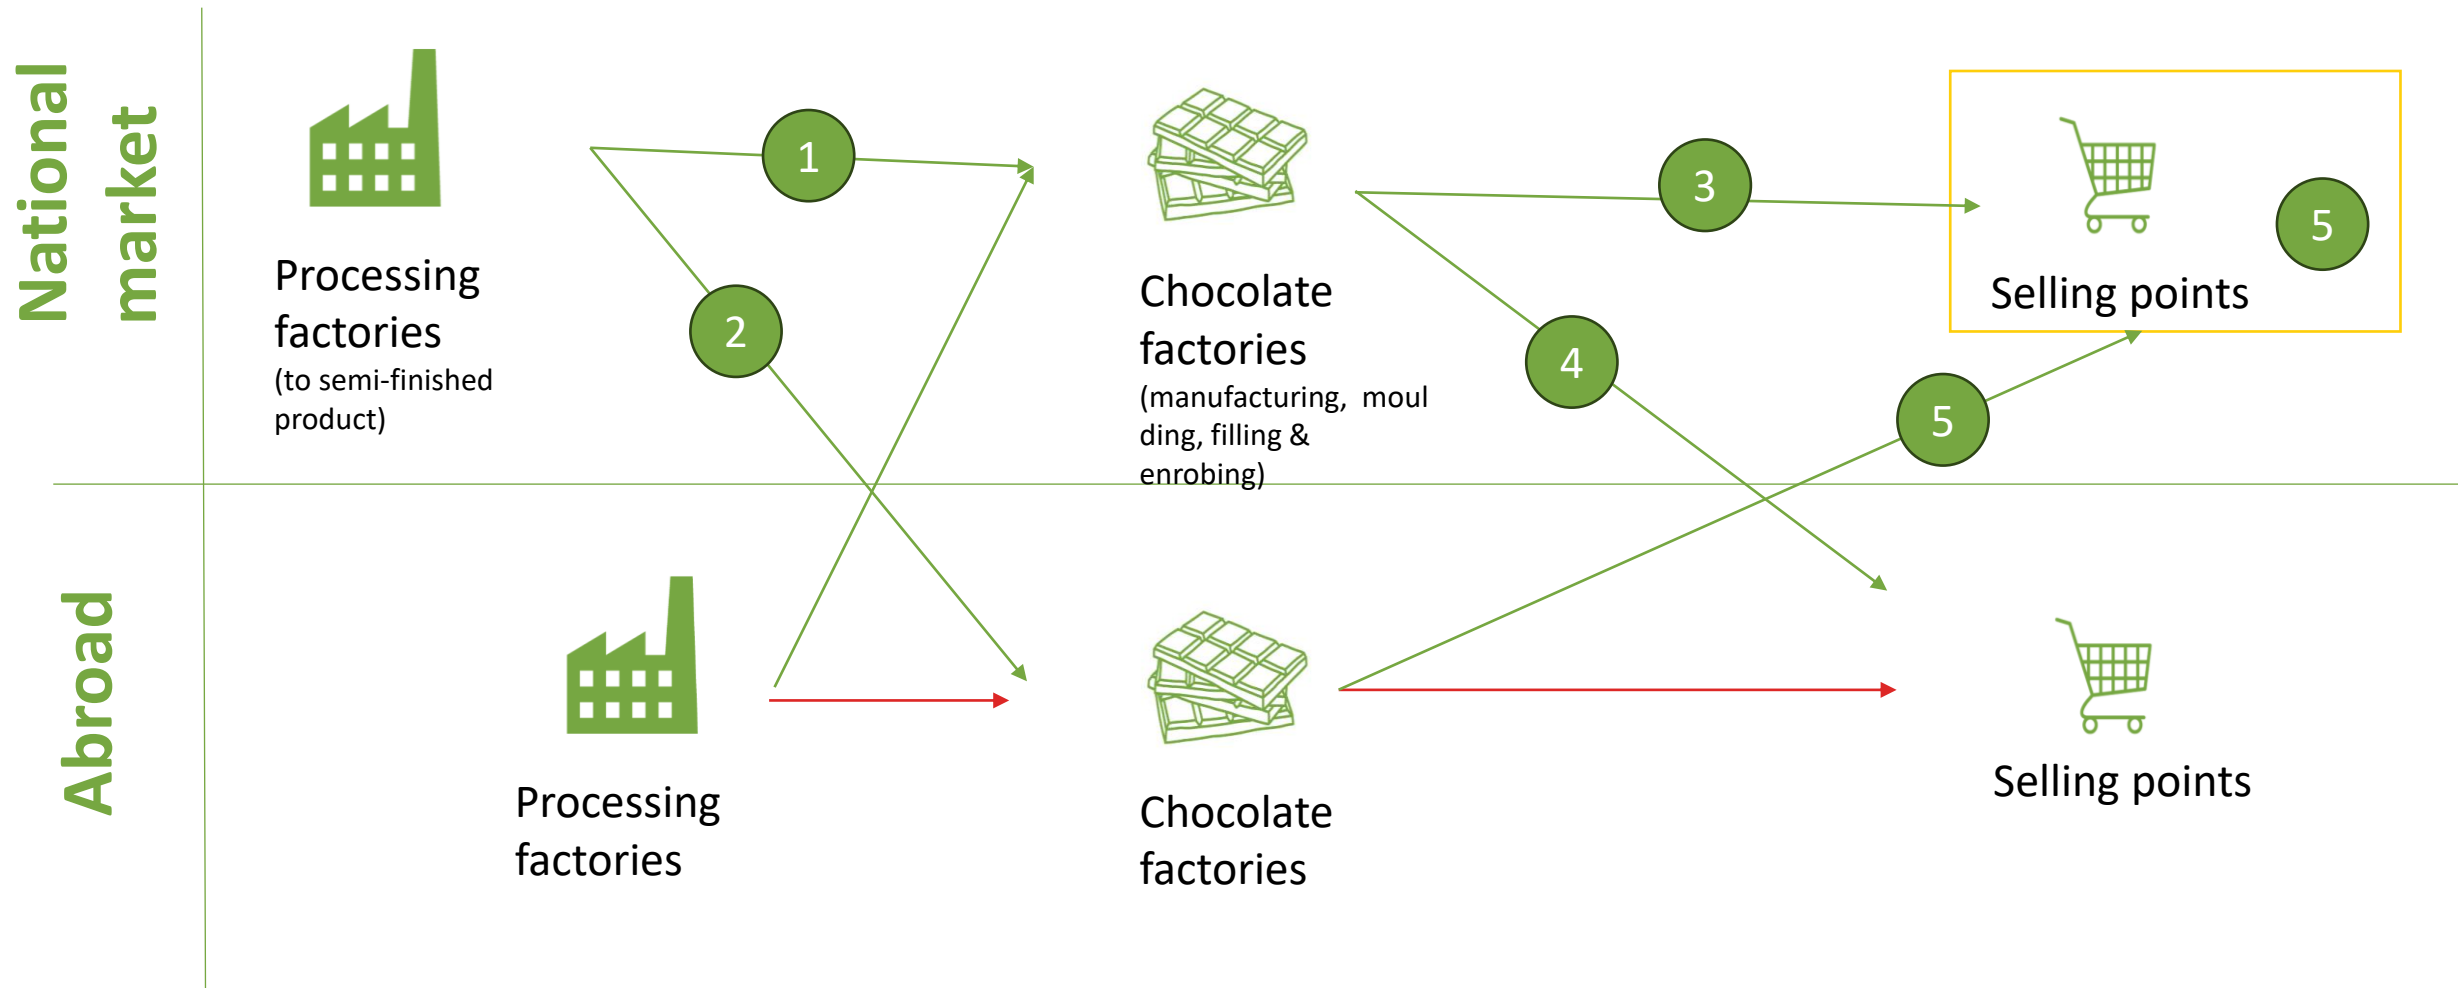 National
market
1
2
3
4
5
5
Processing
factories
(to semi-finished
product)
Chocolate
factories
(manufacturing, moul
ding, filling &
enrobing)
Selling points
Abroad
Processing
factories
Chocolate
factories
Selling points